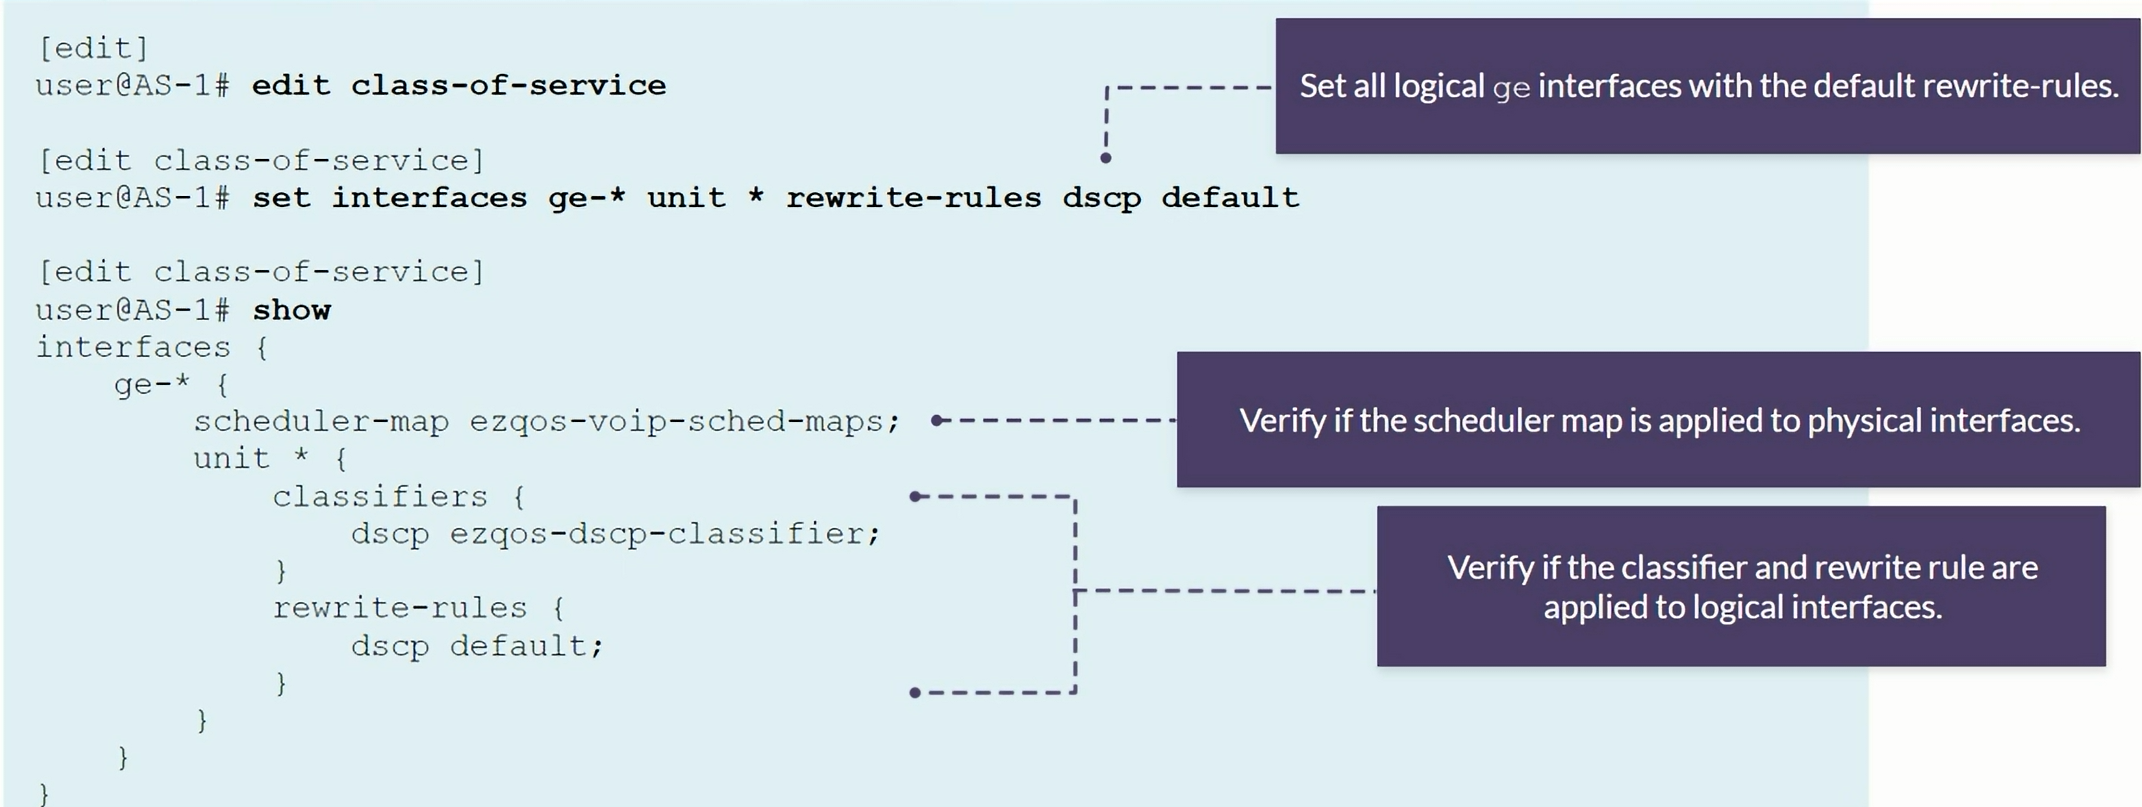 [edit]
user@AS-1# edit class-of-service
Set all logical ge interfaces with the default rewrite-rules.
[edit class-of-service]
user@AS-1# set interfaces ge-* unit * rewrite-rules dscp default
[edit class-of-service]
user@AS-1# show
interfaces {
    ge-* {
        scheduler-map ezqos-voip-sched-maps;
Verify if the scheduler map is applied to physical interfaces.
        unit * {
            classifiers {
                dscp ezqos-dscp-classifier;
            }
            rewrite-rules {
                dscp default;
            }
Verify if the classifier and rewrite rule are
applied to logical interfaces.
        }
    }
}